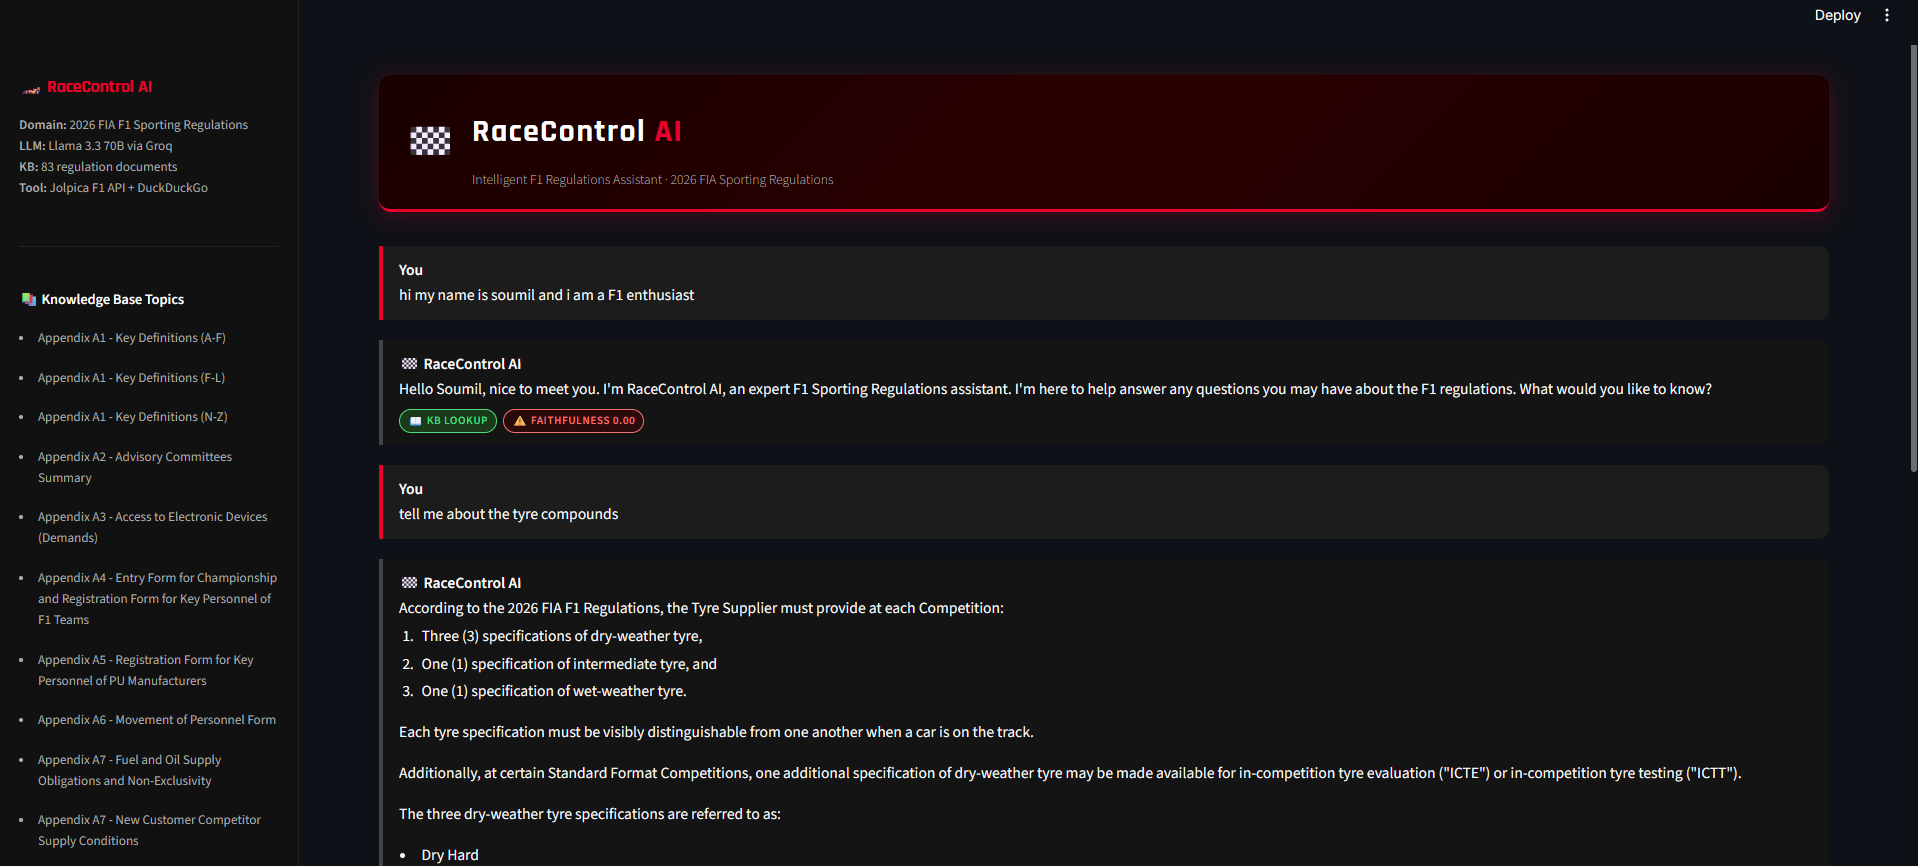 Deploy
RaceControl AI
Domain: 2026 FIA F1 Sporting Regulations
LLM: Llama 3.3 70B via Groq
KB: 83 regulation documents
Tool: Jolpica F1 API + DuckDuckGo
Knowledge Base Topics
Appendix A1 - Key Definitions (A-F)
Appendix A1 - Key Definitions (F-L)
Appendix A1 - Key Definitions (N-Z)
Appendix A2 - Advisory Committees
Summary
Appendix A3 - Access to Electronic Devices
(Demands)
Appendix A4 - Entry Form for Championship
and Registration Form for Key Personnel of
F1 Teams
Appendix A5 - Registration Form for Key
Personnel of PU Manufacturers
Appendix A6 - Movement of Personnel Form
Appendix A7 - Fuel and Oil Supply
Obligations and Non-Exclusivity
Appendix A7 - New Customer Competitor
Supply Conditions
RaceControl AI
Intelligent F1 Regulations Assistant · 2026 FIA Sporting Regulations
You
hi my name is soumil and i am a F1 enthusiast
RaceControl AI
Hello Soumil, nice to meet you. I'm RaceControl AI, an expert F1 Sporting Regulations assistant. I'm here to help answer any questions you may have about the F1 regulations. What would you like to know?
KB LOOKUP
FAITHFULNESS 0.00
You
tell me about the tyre compounds
RaceControl AI
According to the 2026 FIA F1 Regulations, the Tyre Supplier must provide at each Competition:
1. Three (3) specifications of dry-weather tyre,
2. One (1) specification of intermediate tyre, and
3. One (1) specification of wet-weather tyre.
Each tyre specification must be visibly distinguishable from one another when a car is on the track.
Additionally, at certain Standard Format Competitions, one additional specification of dry-weather tyre may be made available for in-competition tyre evaluation ("ICTE") or in-competition tyre testing ("ICTT").
The three dry-weather tyre specifications are referred to as:
Dry Hard